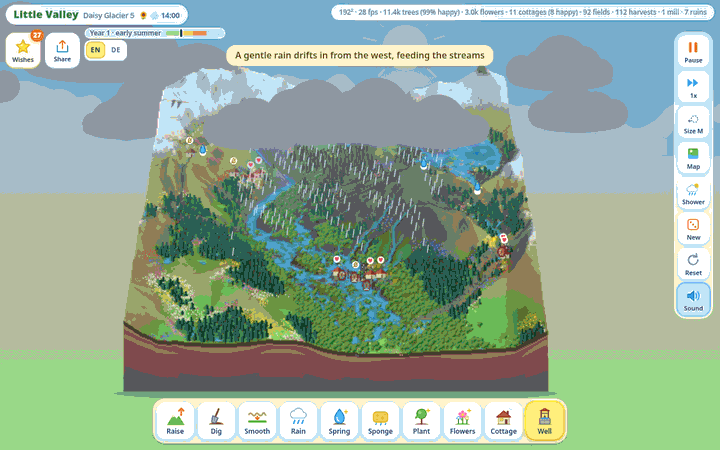 Little Valley Daisy Glacier 5 14:00
192² · 28 fps · 11.4k trees (99% happy) · 3.0k flowers · 11 cottages (8 happy) · 92 fields · 112 harvests · 1 mill · 7 ruins
Year 1 · early summer
27
Wishes
Share
EN DE
A gentle rain drifts in from the west, feeding the streams
Pause
1x
Size M
Map
Shower
New
Reset
Sound
Raise
Dig
Smooth
Rain
Spring
Sponge
Plant
Flowers
Cottage
Well